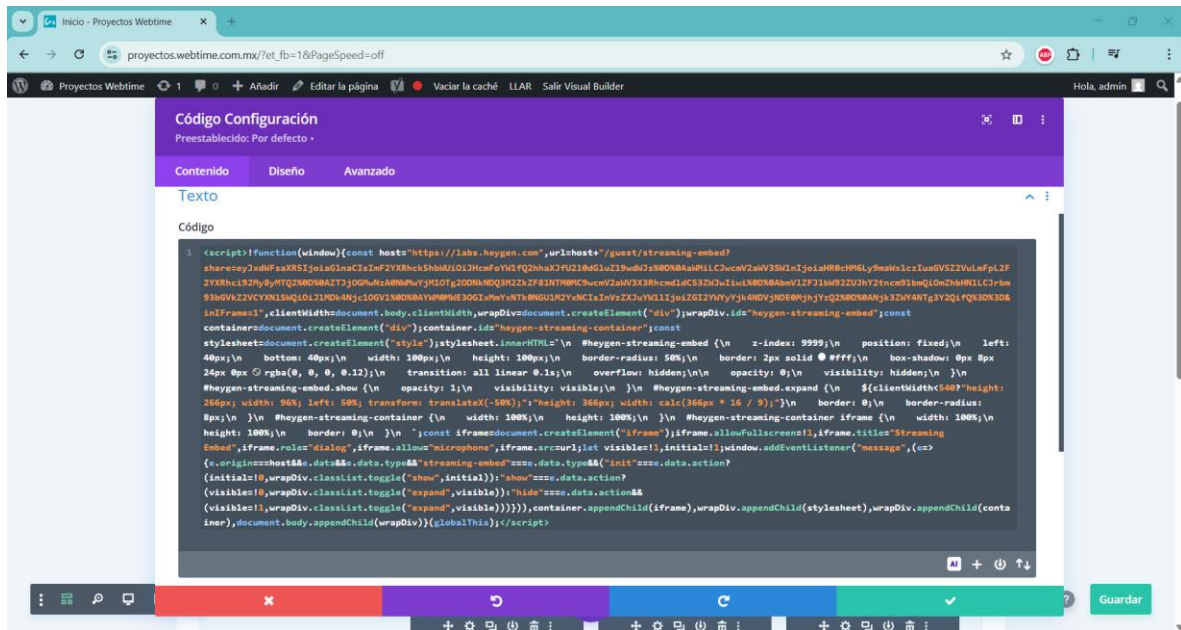 Inicio - Proyectos Webtime
proyectos.webtime.com.mx/?et_fb=1&PageSpeed=off
ABP
Proyectos Webtime 1 0 Añadir Editar la página Vaciar la caché LLAR Salir Visual Builder Hola, admin
Código Configuración
Preestablecido: Por defecto
Contenido Diseño Avanzado
Texto
Código
1 <script>!function(window){const host="https://labs.heygen.com",url=host+"/guest/streaming-embed?
inIFrame=1",clientWidth=document.body.clientWidth,wrapDiv=document.createElement("div");wrapDiv.id="heygen-streaming-embed";const
container=document.createElement("div");container.id="heygen-streaming-container";const
stylesheet=document.createElement("style");stylesheet.innerHTML=`\n #heygen-streaming-embed {\n z-index: 9999;\n position: fixed;\n left:
40px;\n bottom: 40px;\n width: 100px;\n height: 100px;\n border-radius: 50%;\n border: 2px solid #fff;\n box-shadow: 0px 8px
24px 0px rgba(0, 0, 0, 0.12);\n transition: all linear 0.1s;\n overflow: hidden;\n\n opacity: 0;\n visibility: hidden;\n }\n
#heygen-streaming-embed.show {\n opacity: 1;\n visibility: visible;\n }\n #heygen-streaming-embed.expand {\n ${clientWidth<540?"height:
266px; width: 96%; left: 50%; transform: translateX(-50%);":"height: 366px; width: calc(366px * 16 / 9);"}\n border: 0;\n border-radius:
8px;\n }\n #heygen-streaming-container {\n width: 100%;\n height: 100%;\n }\n #heygen-streaming-container iframe {\n width: 100%;\n
height: 100%;\n border: 0;\n }\n `;const iframe=document.createElement("iframe");iframe.allowFullscreen=!1,iframe.title="Streaming
Embed",iframe.role="dialog",iframe.allow="microphone",iframe.src=url;let visible=!1,initial=!1;window.addEventListener("message",(e=>
{e.origin===host&&e.data&&e.data.type&&"streaming-embed"===e.data.type&&("init"===e.data.action?
(initial=!0,wrapDiv.classList.toggle("show",initial)):"show"===e.data.action?
(visible=!0,wrapDiv.classList.toggle("expand",visible)):"hide"===e.data.action&&
(visible=!1,wrapDiv.classList.toggle("expand",visible)))})),container.appendChild(iframe),wrapDiv.appendChild(stylesheet),wrapDiv.appendChild(conta
iner),document.body.appendChild(wrapDiv)}(globalThis);</script>
AI
Guardar